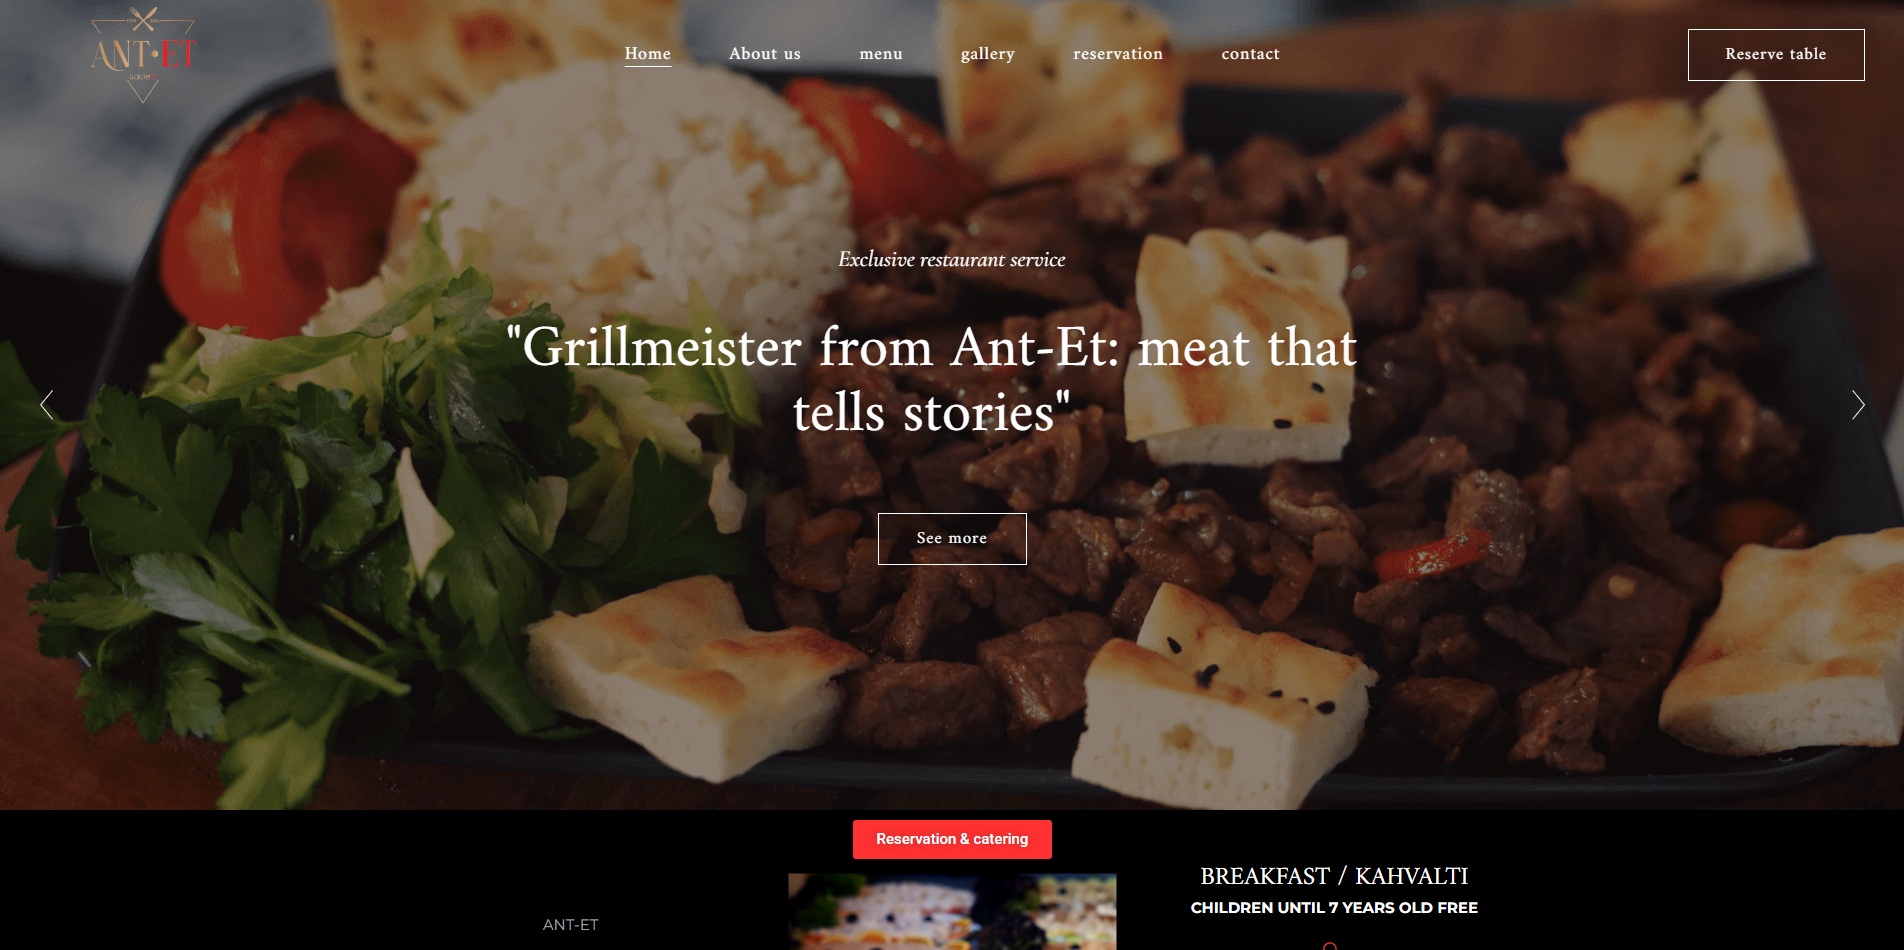 ANT•ET
GOURM
Home
About us
menu
gallery
reservation
contact
Reserve table
Exclusive restaurant service
"Grillmeister from Ant-Et: meat that
tells stories"
See more
Reservation & catering
BREAKFAST / KAHVALTI
CHILDREN UNTIL 7 YEARS OLD FREE
ANT-ET